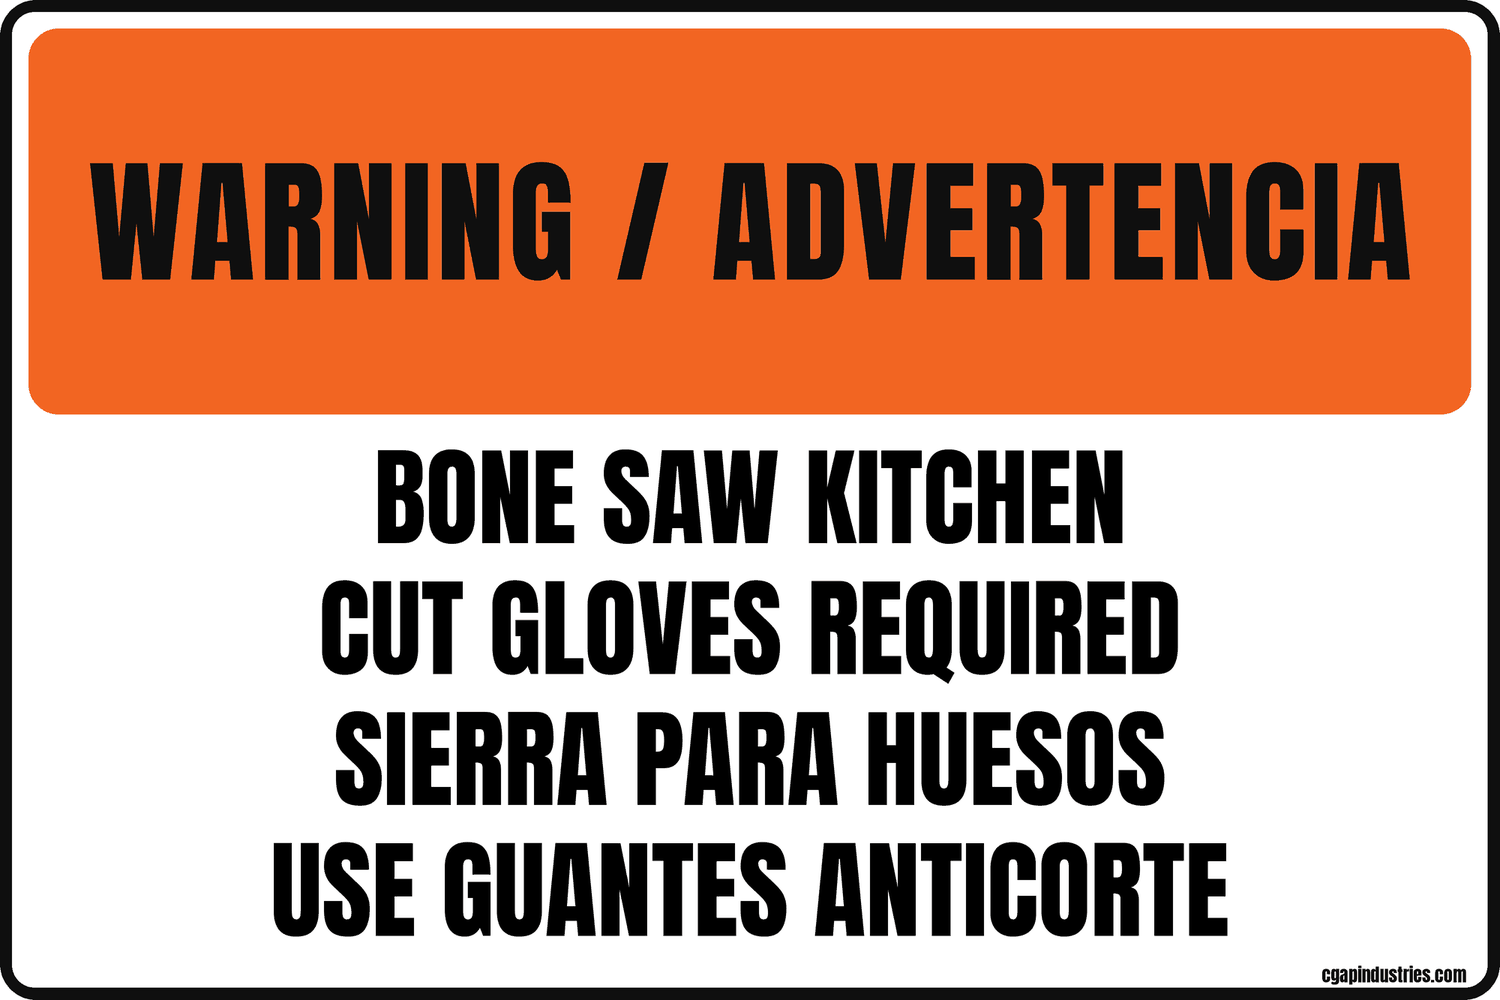 WARNING / ADVERTENCIA
BONE SAW KITCHEN
CUT GLOVES REQUIRED
SIERRA PARA HUESOS
USE GUANTES ANTICORTE
cgapindustries.com